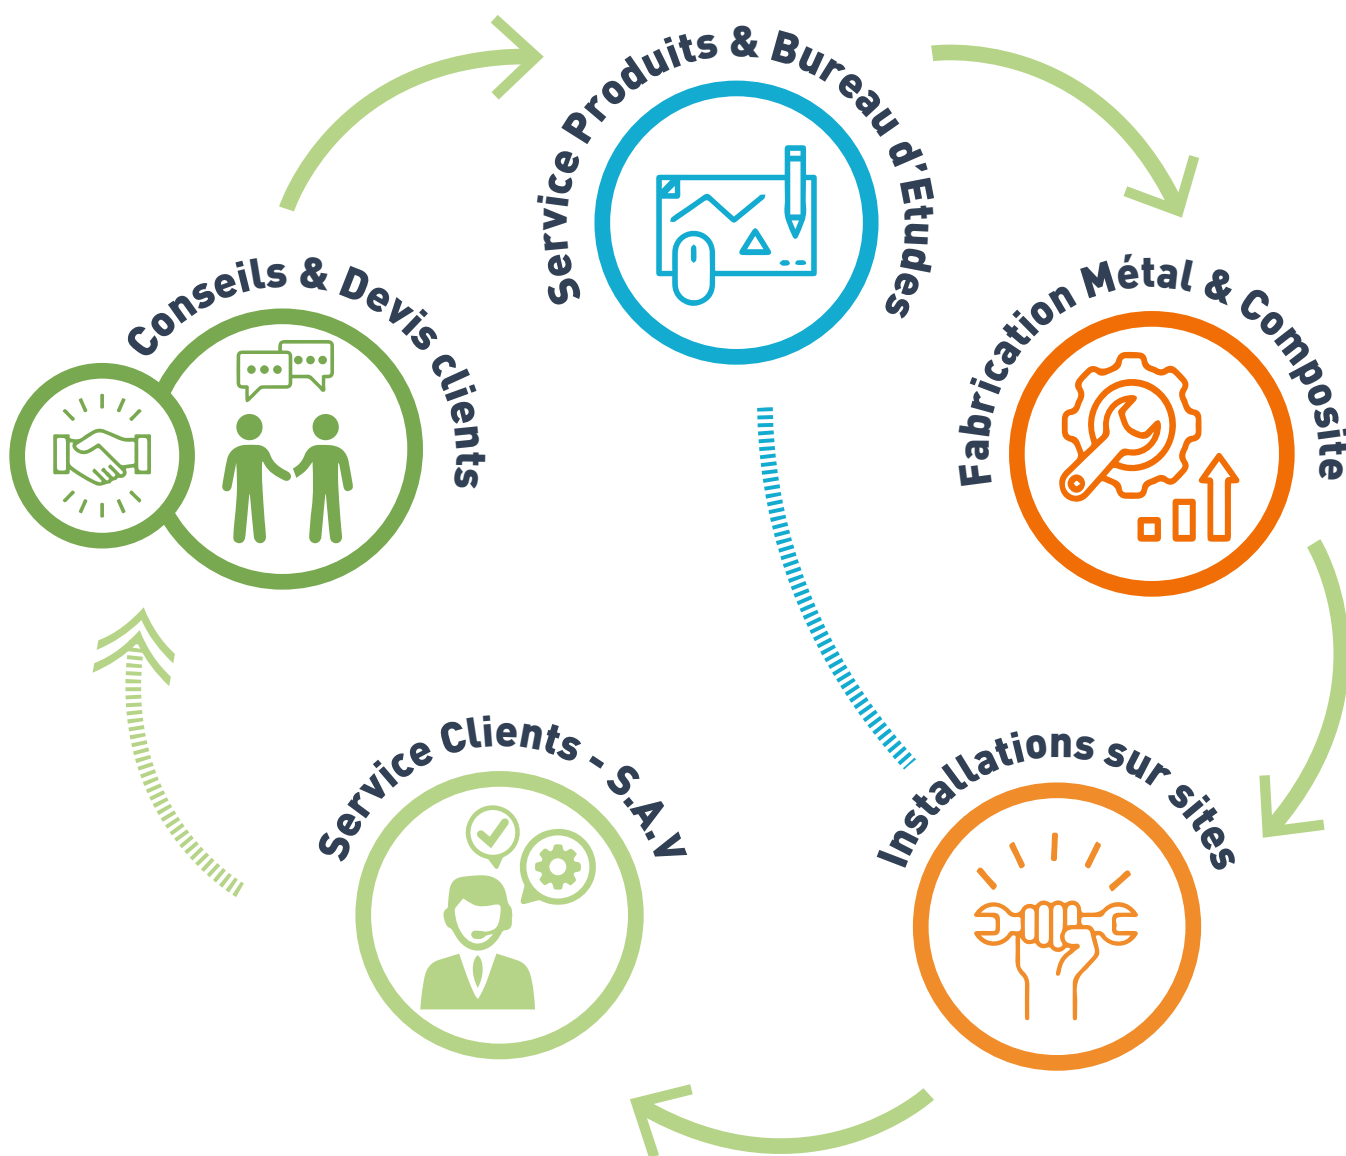 Service Produits & Bureau d'Etudes
Conseils & Devis clients
Fabrication Métal & Composite
Service Clients - S.A.V
Installations sur sites